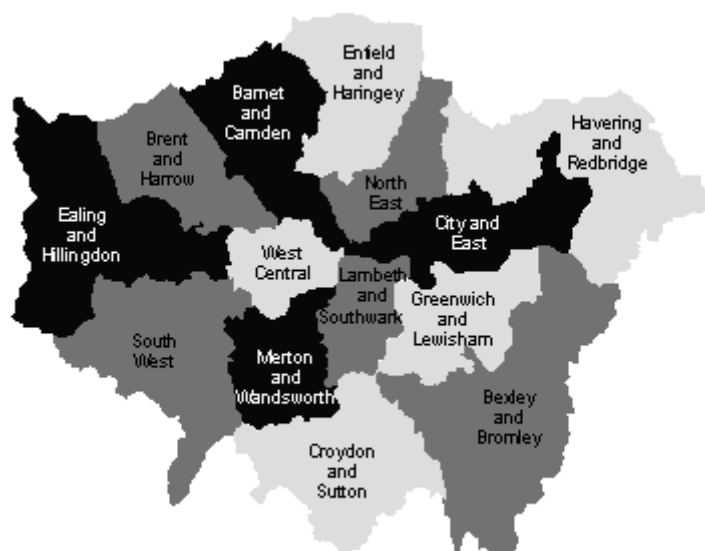 Enfield
and
Haringey
Barnet
and
Camden
Havering
and
Redbridge
Brent
and
Harrow
North
East
Ealing
and
Hillingdon
City and
East
West
Central
Lambeth
and
Southwark
Greenwich
and
Lewisham
South
West
Merton
and
Wandsworth
Bexley
and
Bromley
Croydon
and
Sutton